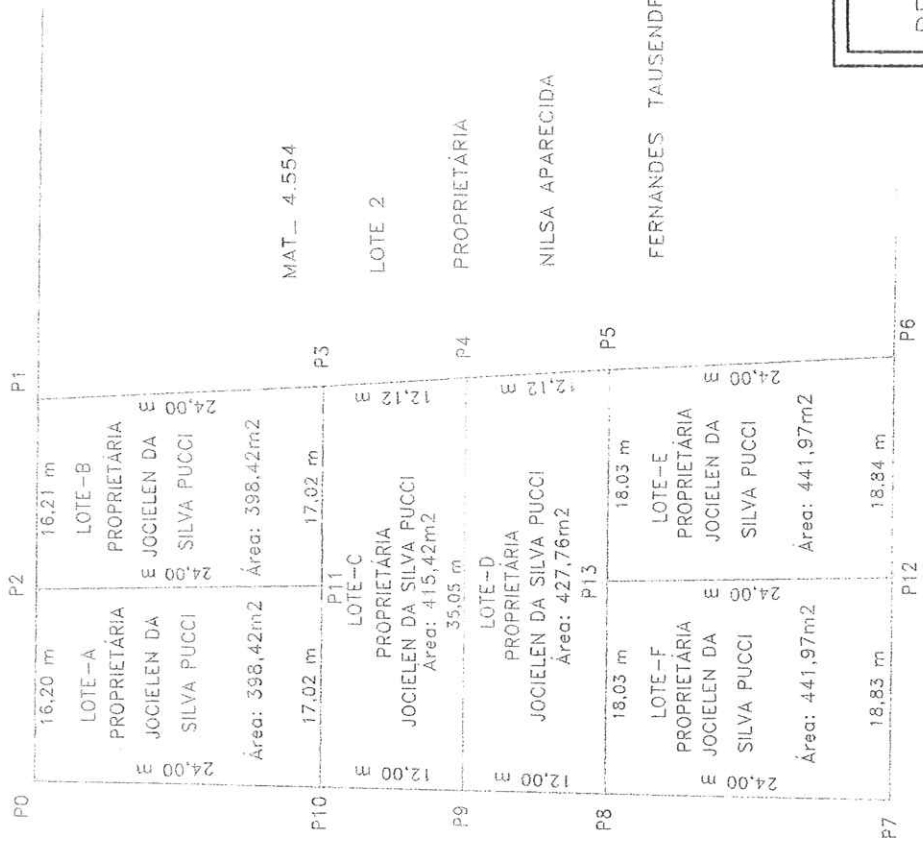 P0
P2
P1
16,20 m
16,21 m
LOTE-A
PROPRIETÁRIA
JOCIELEN DA
SILVA PUCCI
Área: 398,42m2
24,00 m
24,00 m
LOTE-B
PROPRIETÁRIA
JOCIELEN DA
SILVA PUCCI
Área: 398,42m2
24,00 m
17,02 m
17,02 m
P10
P11
P3
LOTE-C
PROPRIETÁRIA
JOCIELEN DA SILVA PUCCI
Área: 415,42m2
12,00 m
12,12 m
35,05 m
P9
P4
LOTE-D
PROPRIETÁRIA
JOCIELEN DA SILVA PUCCI
Área: 427,76m2
12,00 m
12,12 m
P8
P13
P5
18,03 m
18,03 m
LOTE-F
PROPRIETÁRIA
JOCIELEN DA
SILVA PUCCI
Área: 441,97m2
24,00 m
24,00 m
LOTE-E
PROPRIETÁRIA
JOCIELEN DA
SILVA PUCCI
Área: 441,97m2
24,00 m
18,83 m
18,84 m
P7
P12
P6
MAT_ 4.554
LOTE 2
PROPRIETÁRIA
NILSA APARECIDA
FERNANDES TAUSENDF